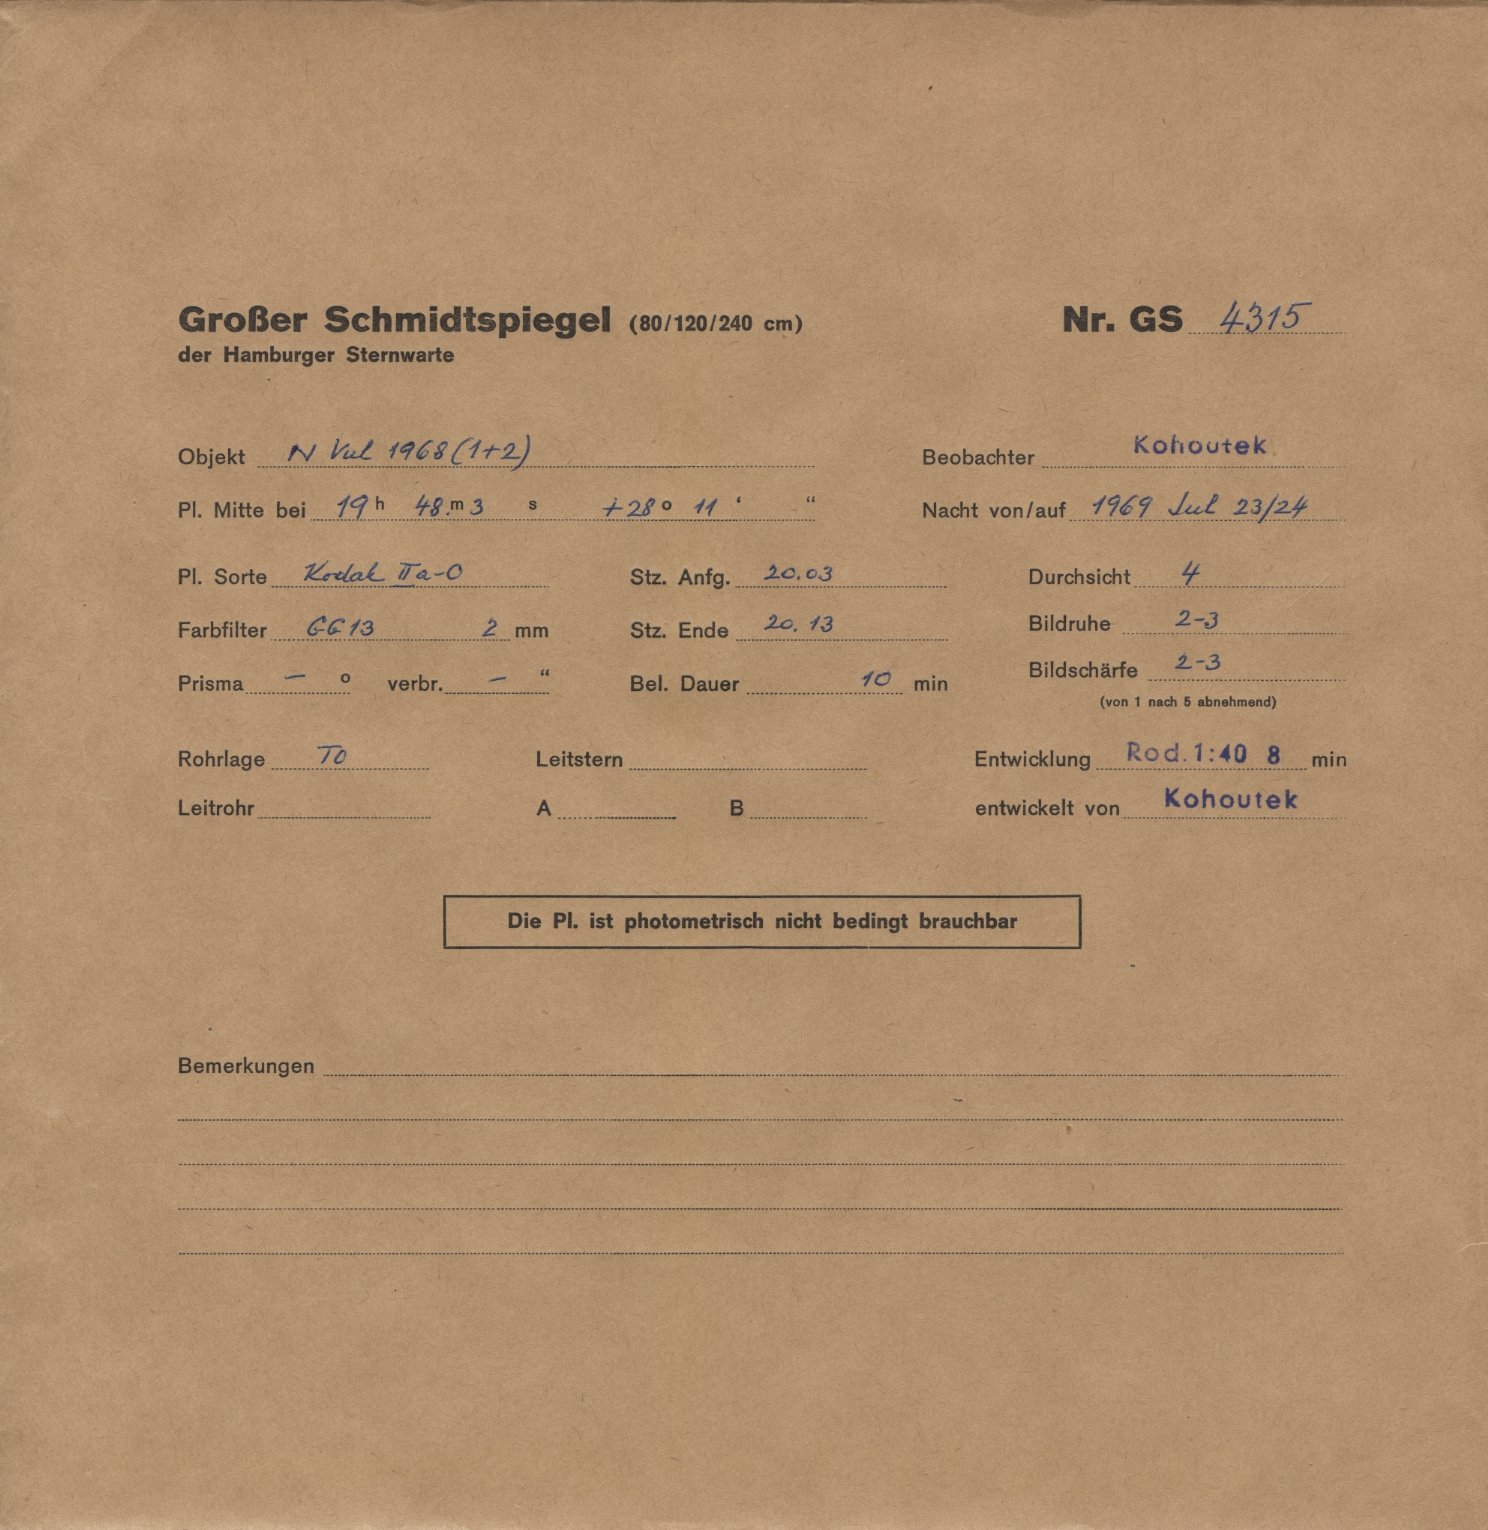 Großer Schmidtspiegel (80/120/240 cm) Nr. GS 4315
der Hamburger Sternwarte
Objekt N Vul 1968 (1+2) Beobachter Kohoutek
Pl. Mitte bei 19 h 48.m 3 s +28 o 11 ‘ “ Nacht von/auf 1969 Jul 23/24
Pl. Sorte Kodak IIa-O Stz. Anfg. 20.03 Durchsicht 4
Farbfilter GG13 2 mm Stz. Ende 20.13 Bildruhe 2-3
Prisma – o verbr. – “ Bel. Dauer 10 min Bildschärfe 2-3
(von 1 nach 5 abnehmend)
Rohrlage TO Leitstern Entwicklung Rod. 1:40 8 min
Leitrohr A B entwickelt von Kohoutek
Die Pl. ist photometrisch nicht bedingt brauchbar
Bemerkungen